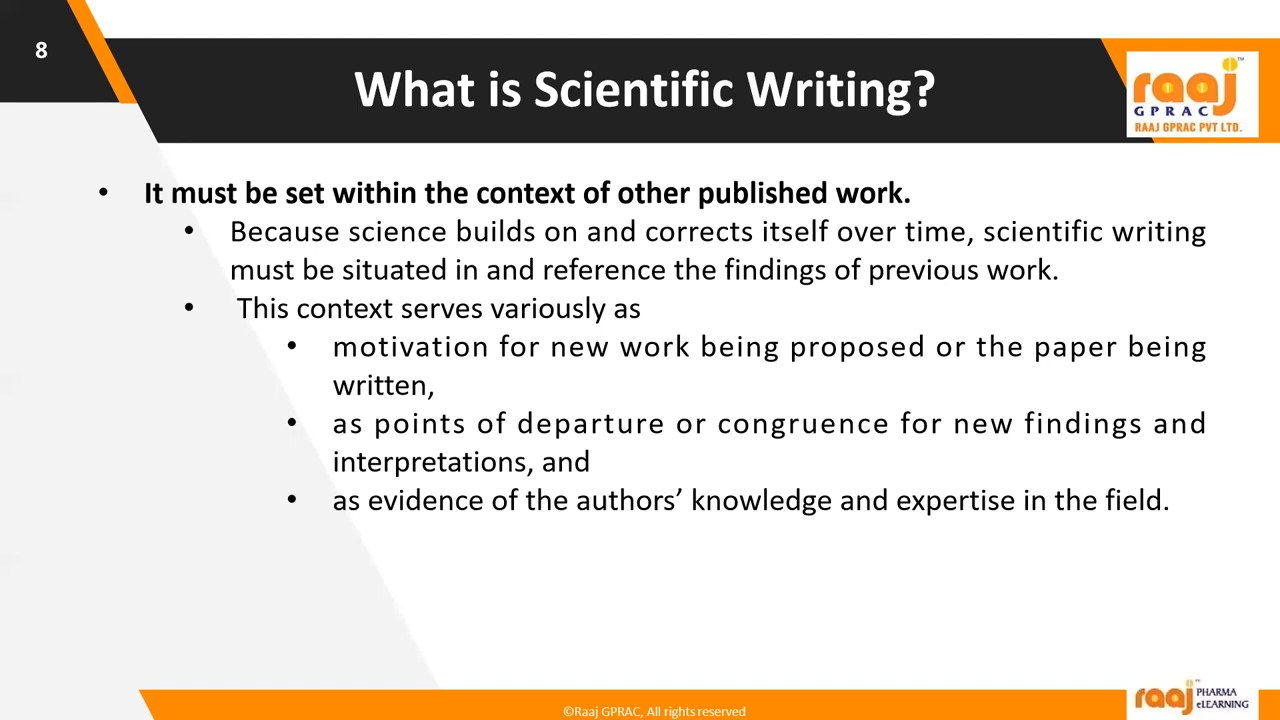 8
What is Scientific Writing?
raaj™
GPRAC
RAAJ GPRAC PVT LTD.
• It must be set within the context of other published work.
• Because science builds on and corrects itself over time, scientific writing
must be situated in and reference the findings of previous work.
• This context serves variously as
• motivation for new work being proposed or the paper being
written,
• as points of departure or congruence for new findings and
interpretations, and
• as evidence of the authors’ knowledge and expertise in the field.
©Raaj GPRAC, All rights reserved
raaj™ PHARMA
eLEARNING